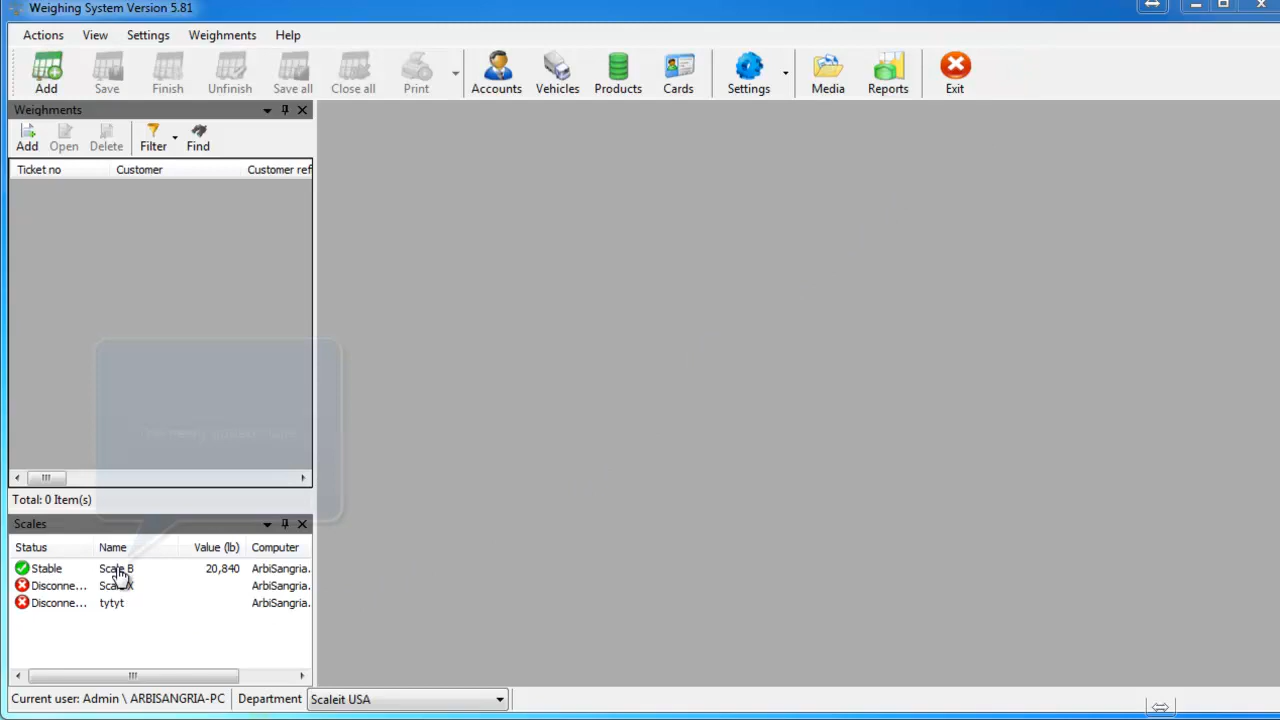 Weighing System Version 5.81
Actions View Settings Weighments Help
Add Save Finish Unfinish Save all Close all Print Accounts Vehicles Products Cards Settings Media Reports Exit
Weighments
Add Open Delete Filter Find
Ticket no Customer Customer ref
Total: 0 Item(s)
Scales
Status Name Value (lb) Computer
Stable Scale B 20,840 ArbiSangria.
Disconne... Scale X ArbiSangria.
Disconne... tytyt ArbiSangria.
Current user: Admin \ ARBISANGRIA-PC Department Scaleit USA